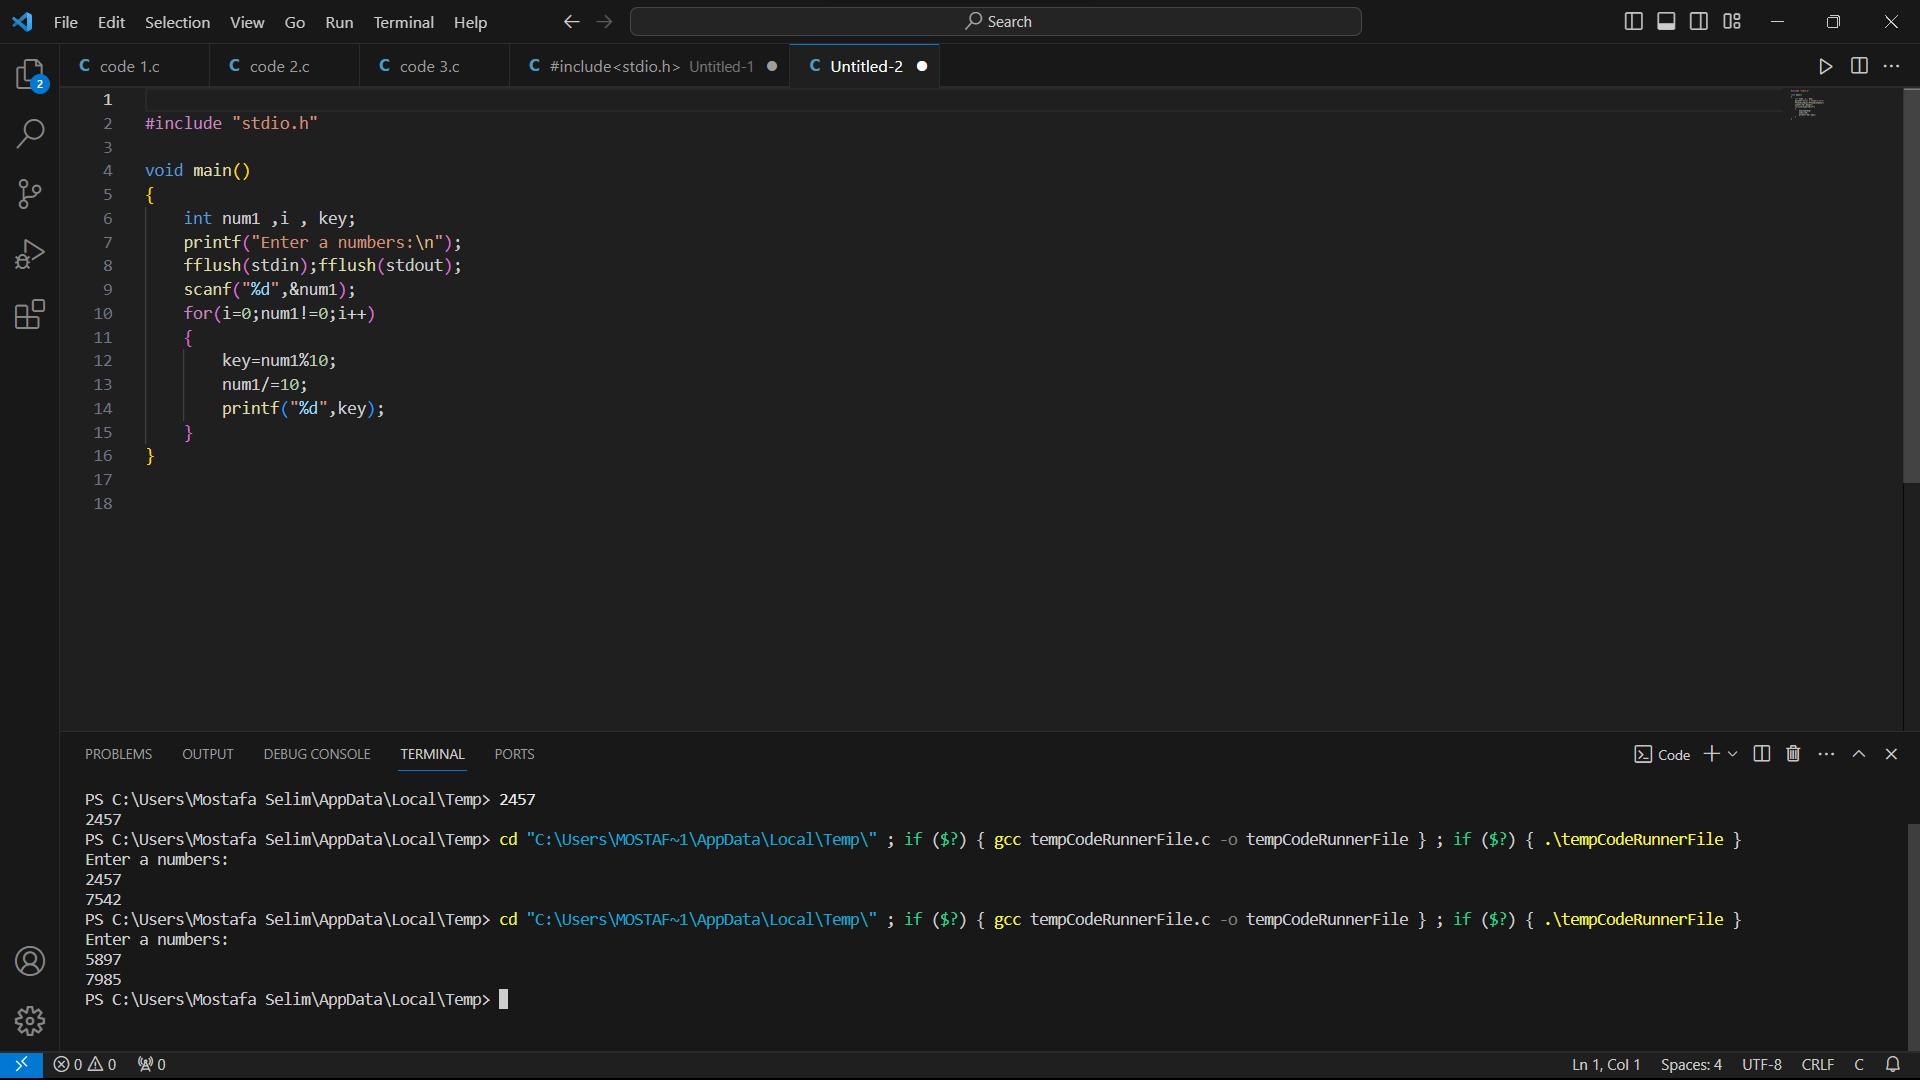 File Edit Selection View Go Run Terminal Help Search
2 C code 1.c C code 2.c C code 3.c C #include<stdio.h> Untitled-1 C Untitled-2
1
2 #include "stdio.h"
3
4 void main()
5 {
6 int num1 ,i , key;
7 printf("Enter a numbers:\n");
8 fflush(stdin);fflush(stdout);
9 scanf("%d",&num1);
10 for(i=0;num1!=0;i++)
11 {
12 key=num1%10;
13 num1/=10;
14 printf("%d",key);
15 }
16 }
17
18
PROBLEMS OUTPUT DEBUG CONSOLE TERMINAL PORTS Code
PS C:\Users\Mostafa Selim\AppData\Local\Temp> 2457
2457
PS C:\Users\Mostafa Selim\AppData\Local\Temp> cd "C:\Users\MOSTAF~1\AppData\Local\Temp\" ; if ($?) { gcc tempCodeRunnerFile.c -o tempCodeRunnerFile } ; if ($?) { .\tempCodeRunnerFile }
Enter a numbers:
2457
7542
PS C:\Users\Mostafa Selim\AppData\Local\Temp> cd "C:\Users\MOSTAF~1\AppData\Local\Temp\" ; if ($?) { gcc tempCodeRunnerFile.c -o tempCodeRunnerFile } ; if ($?) { .\tempCodeRunnerFile }
Enter a numbers:
5897
7985
PS C:\Users\Mostafa Selim\AppData\Local\Temp>
0 0 0 Ln 1, Col 1 Spaces: 4 UTF-8 CRLF C